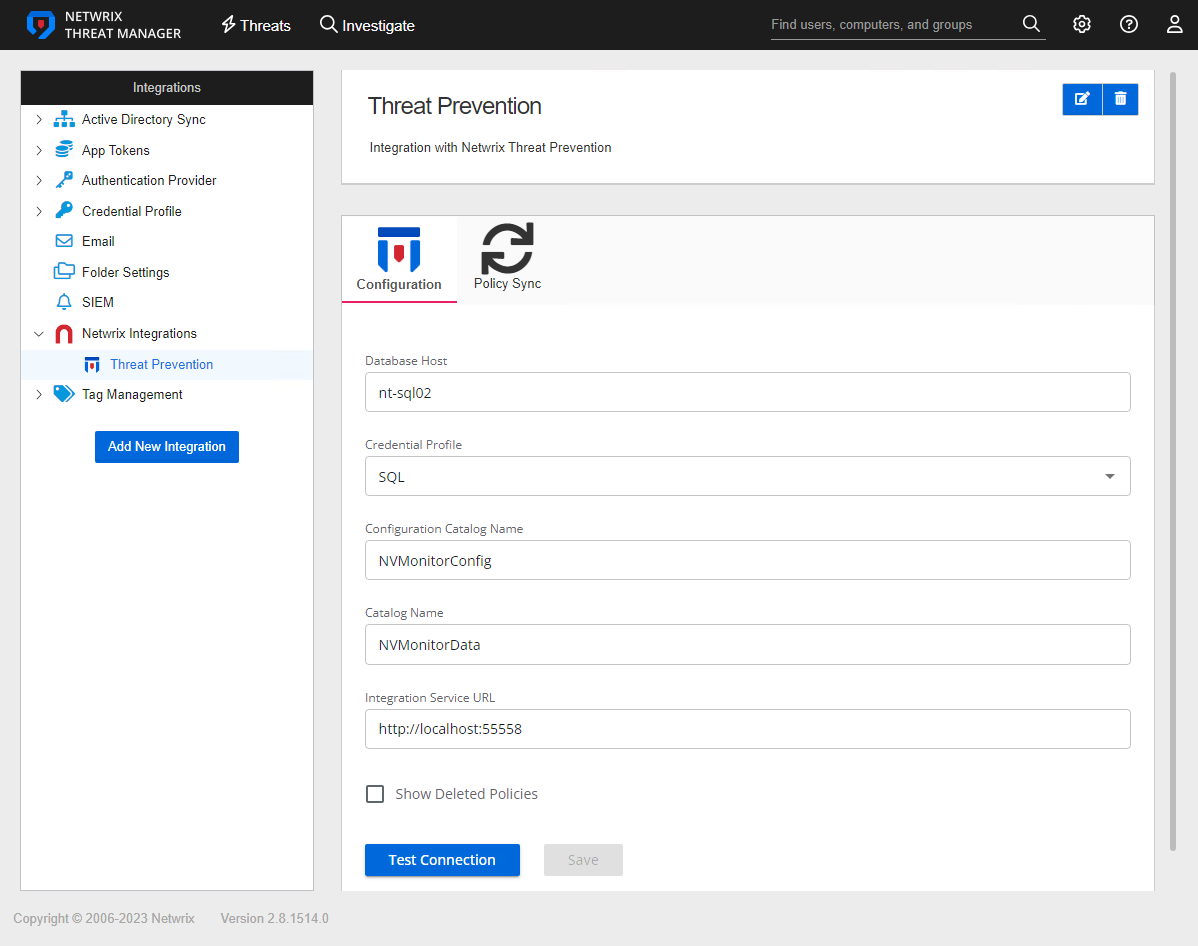 NETWRIX
THREAT MANAGER
Threats
Investigate
Find users, computers, and groups
Integrations
Active Directory Sync
App Tokens
Authentication Provider
Credential Profile
Email
Folder Settings
SIEM
Netwrix Integrations
Threat Prevention
Tag Management
Add New Integration
Threat Prevention
Integration with Netwrix Threat Prevention
Configuration
Policy Sync
Database Host
nt-sql02
Credential Profile
SQL
Configuration Catalog Name
NVMonitorConfig
Catalog Name
NVMonitorData
Integration Service URL
http://localhost:55558
Show Deleted Policies
Test Connection
Save
Copyright © 2006-2023 Netwrix
Version 2.8.1514.0